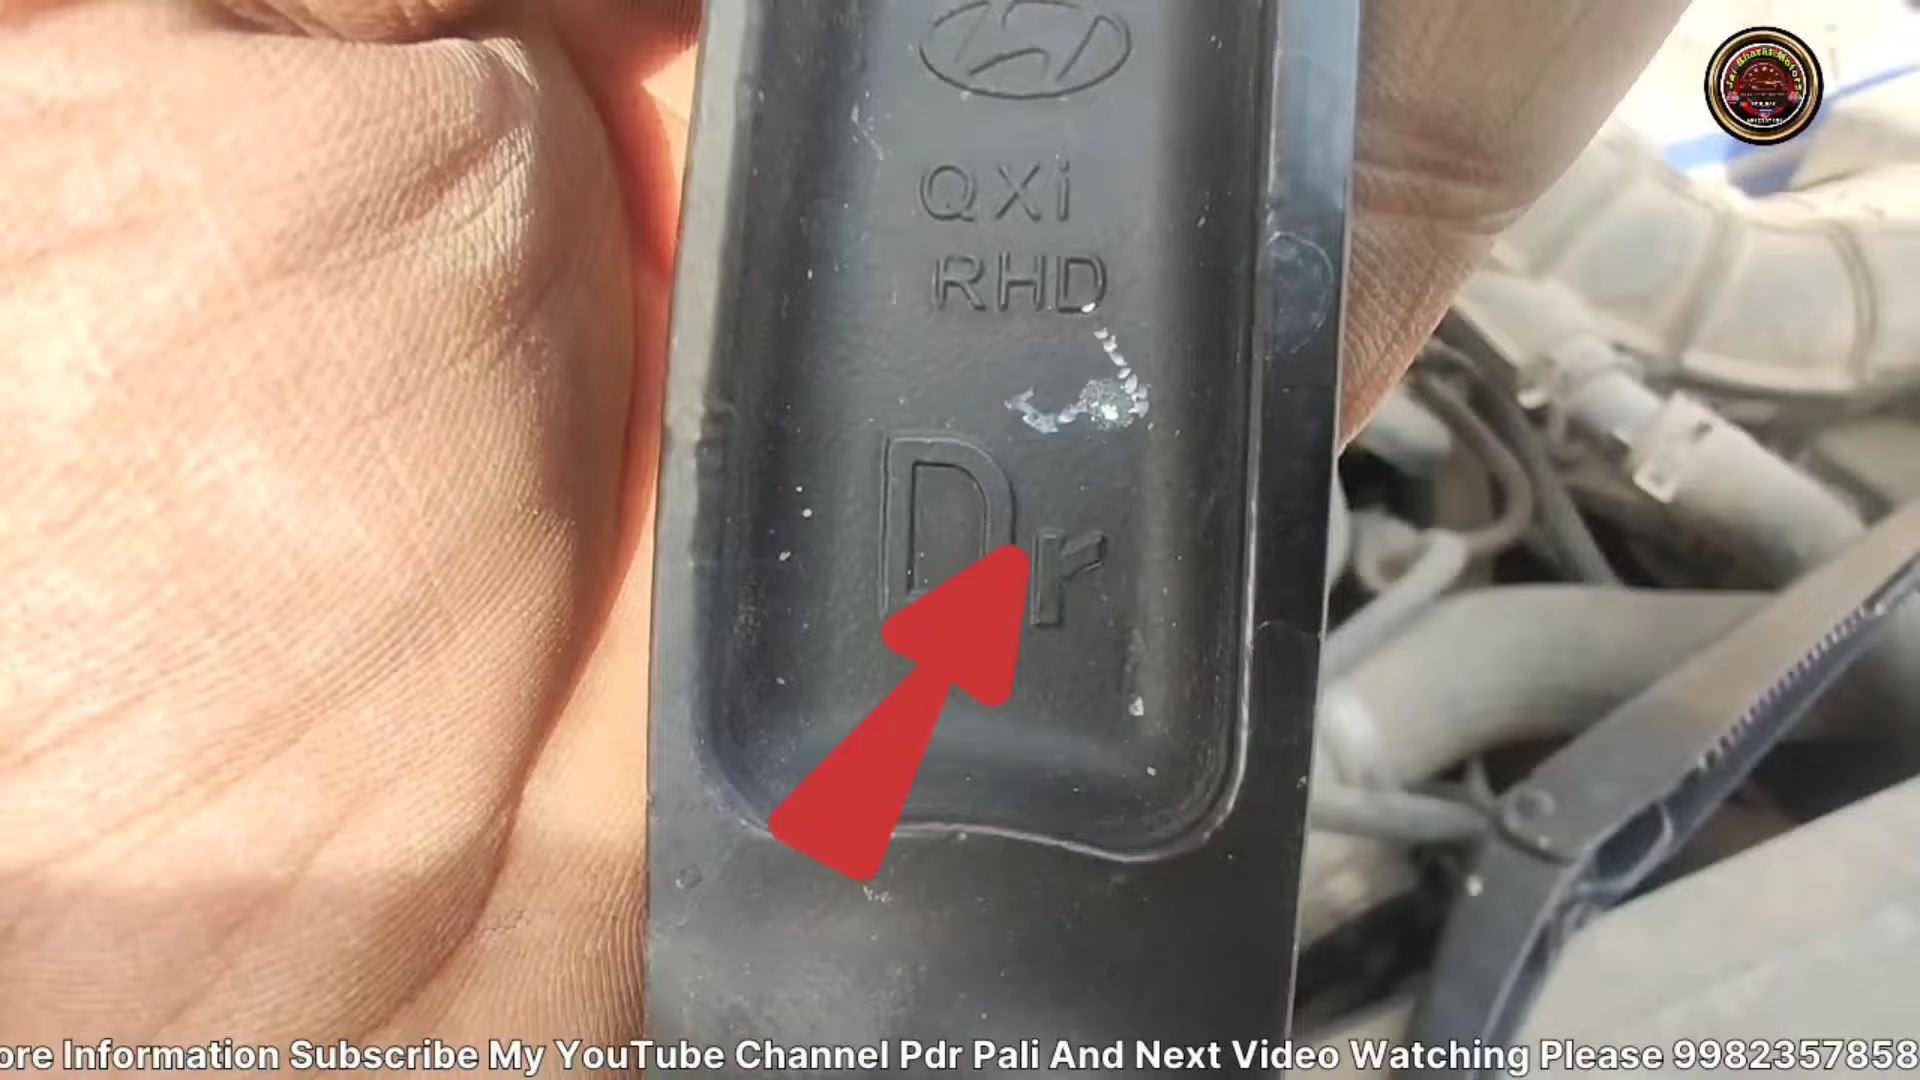 QXi
RHD
Dr
ore Information Subscribe My YouTube Channel Pdr Pali And Next Video Watching Please 9982357858